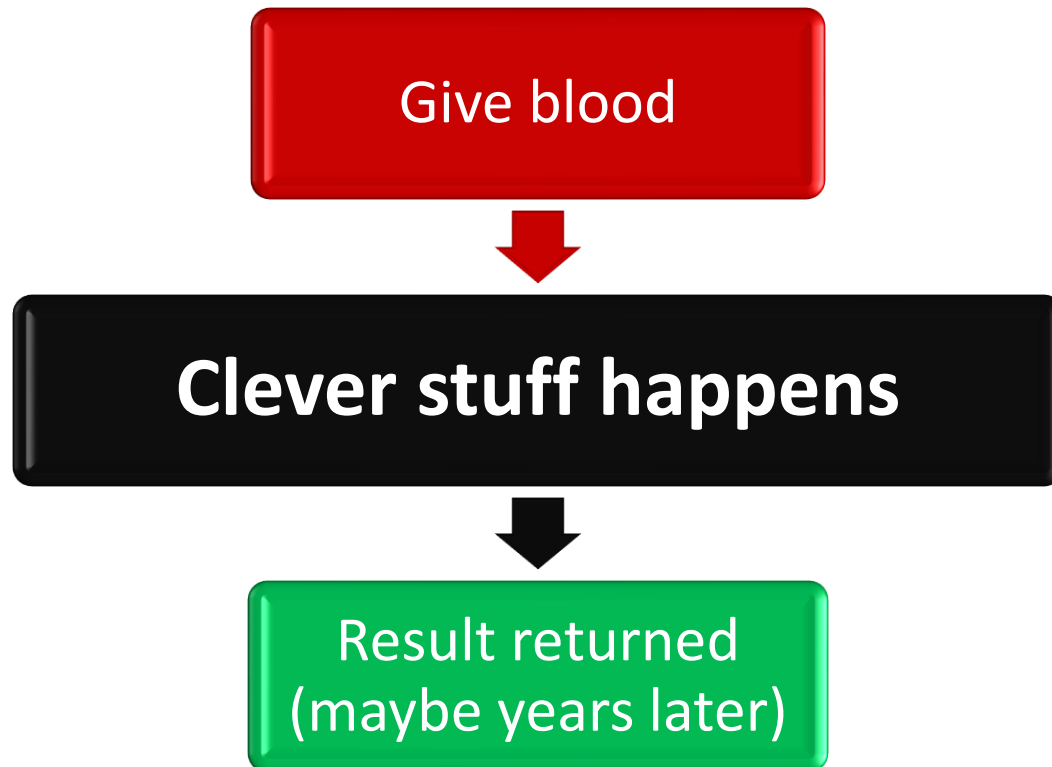 Give blood
Clever stuff happens
Result returned
(maybe years later)